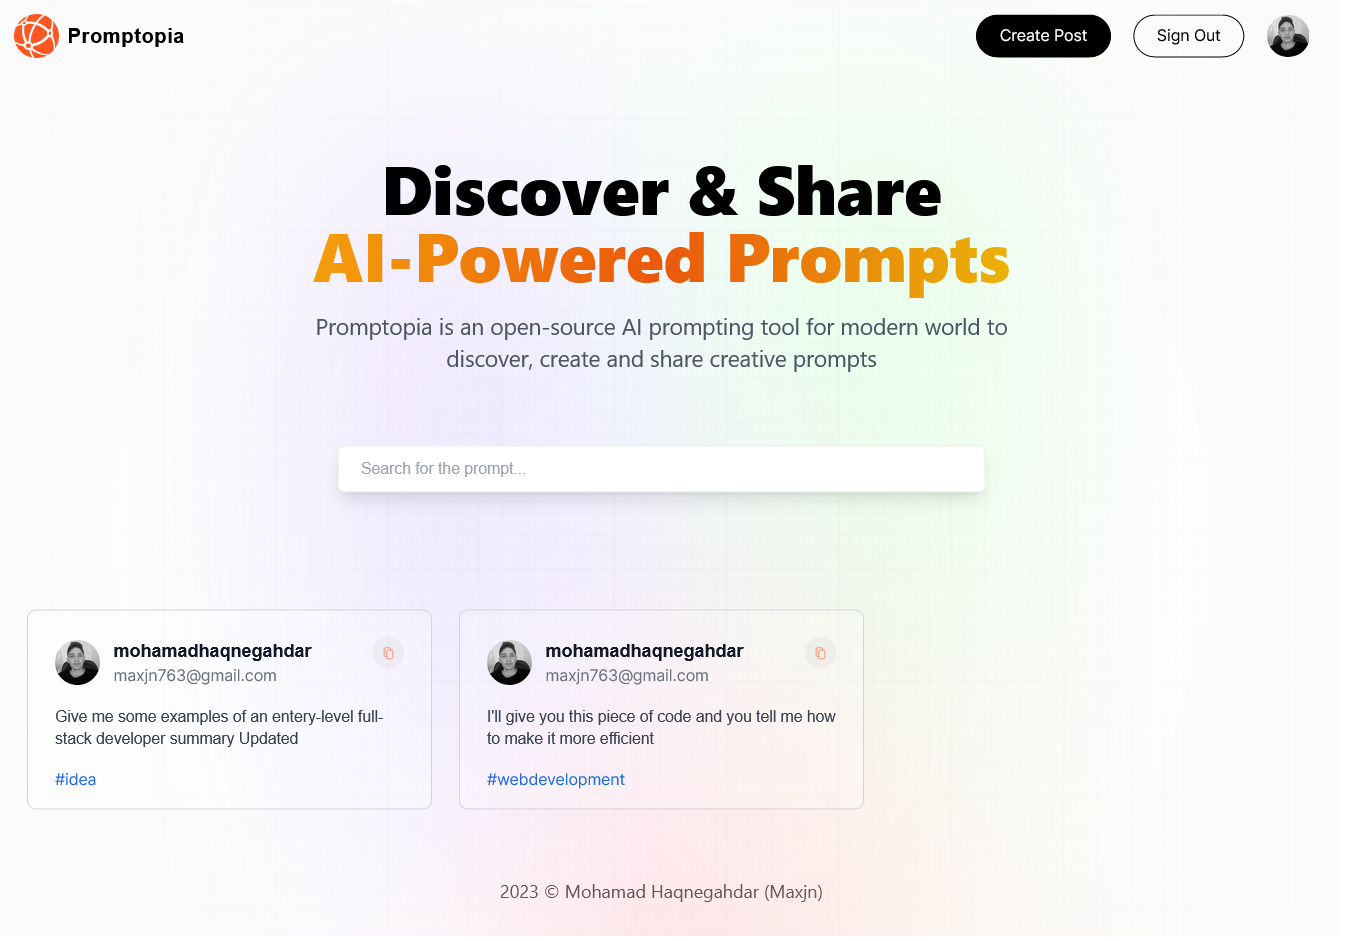 Promptopia
Create Post
Sign Out
Discover & Share
AI-Powered Prompts
Promptopia is an open-source AI prompting tool for modern world to
discover, create and share creative prompts
Search for the prompt...
mohamadhaqnegahdar
maxjn763@gmail.com
Give me some examples of an entery-level full-
stack developer summary Updated
#idea
mohamadhaqnegahdar
maxjn763@gmail.com
I'll give you this piece of code and you tell me how
to make it more efficient
#webdevelopment
2023 © Mohamad Haqnegahdar (Maxjn)